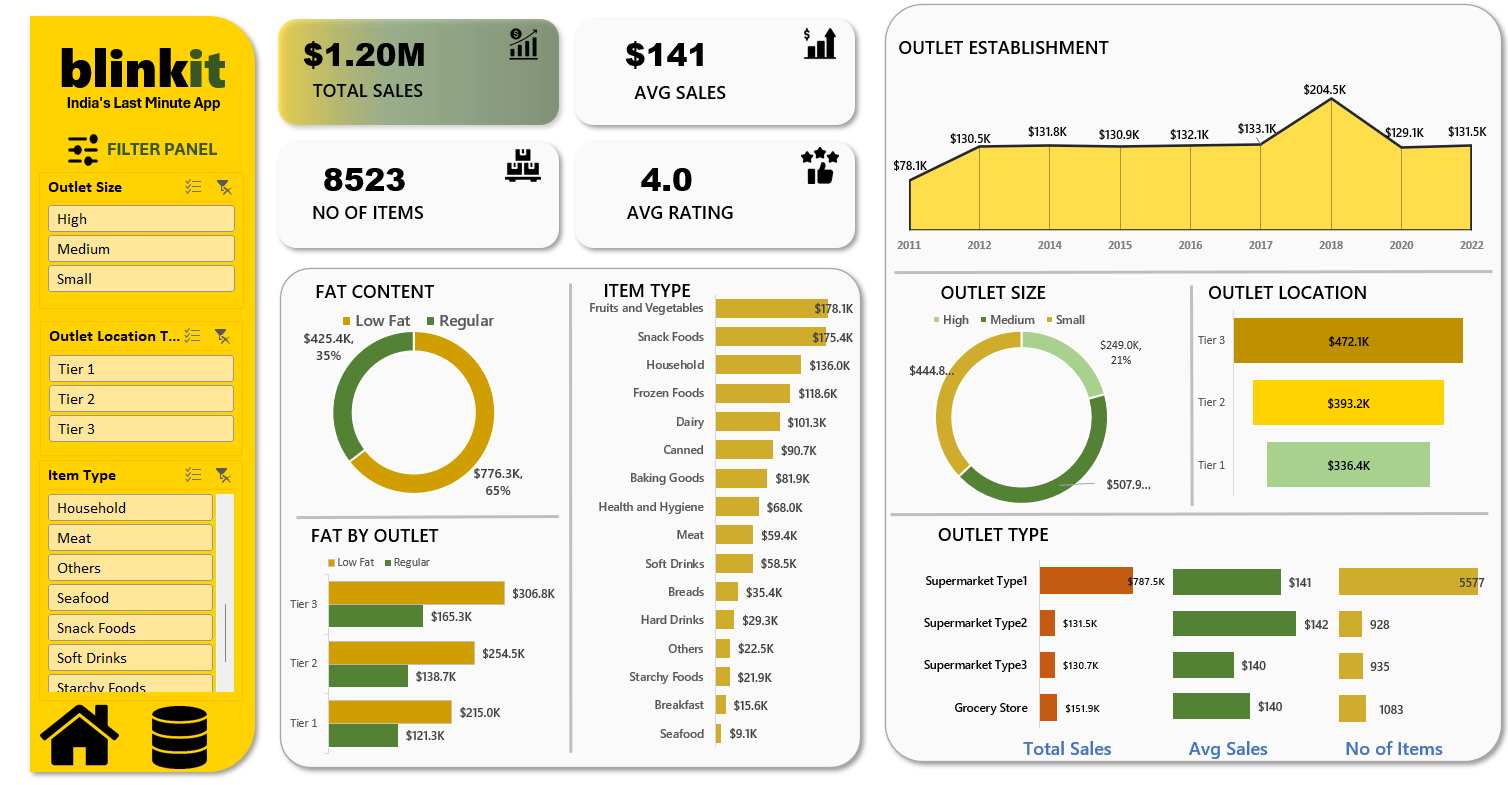 blinkit
India's Last Minute App
FILTER PANEL
Outlet Size
High
Medium
Small
Outlet Location T...
Tier 1
Tier 2
Tier 3
Item Type
Household
Meat
Others
Seafood
Snack Foods
Soft Drinks
Starchy Foods
$1.20M
TOTAL SALES
$
$141
AVG SALES
$
8523
NO OF ITEMS
4.0
AVG RATING
FAT CONTENT
Low Fat Regular
$425.4K,
35%
$776.3K,
65%
FAT BY OUTLET
Low Fat Regular
Tier 3 $306.8K
$165.3K
Tier 2 $254.5K
$138.7K
Tier 1 $215.0K
$121.3K
ITEM TYPE
Fruits and Vegetables $178.1K
Snack Foods $175.4K
Household $136.0K
Frozen Foods $118.6K
Dairy $101.3K
Canned $90.7K
Baking Goods $81.9K
Health and Hygiene $68.0K
Meat $59.4K
Soft Drinks $58.5K
Breads $35.4K
Hard Drinks $29.3K
Others $22.5K
Starchy Foods $21.9K
Breakfast $15.6K
Seafood $9.1K
OUTLET ESTABLISHMENT
$78.1K $130.5K $131.8K $130.9K $132.1K $133.1K $204.5K $129.1K $131.5K
2011 2012 2014 2015 2016 2017 2018 2020 2022
OUTLET SIZE
High Medium Small
$249.0K,
21%
$444.8...
$507.9...
OUTLET LOCATION
Tier 3 $472.1K
Tier 2 $393.2K
Tier 1 $336.4K
OUTLET TYPE
Supermarket Type1 $787.5K $141 5577
Supermarket Type2 $131.5K $142 928
Supermarket Type3 $130.7K $140 935
Grocery Store $151.9K $140 1083
Total Sales Avg Sales No of Items